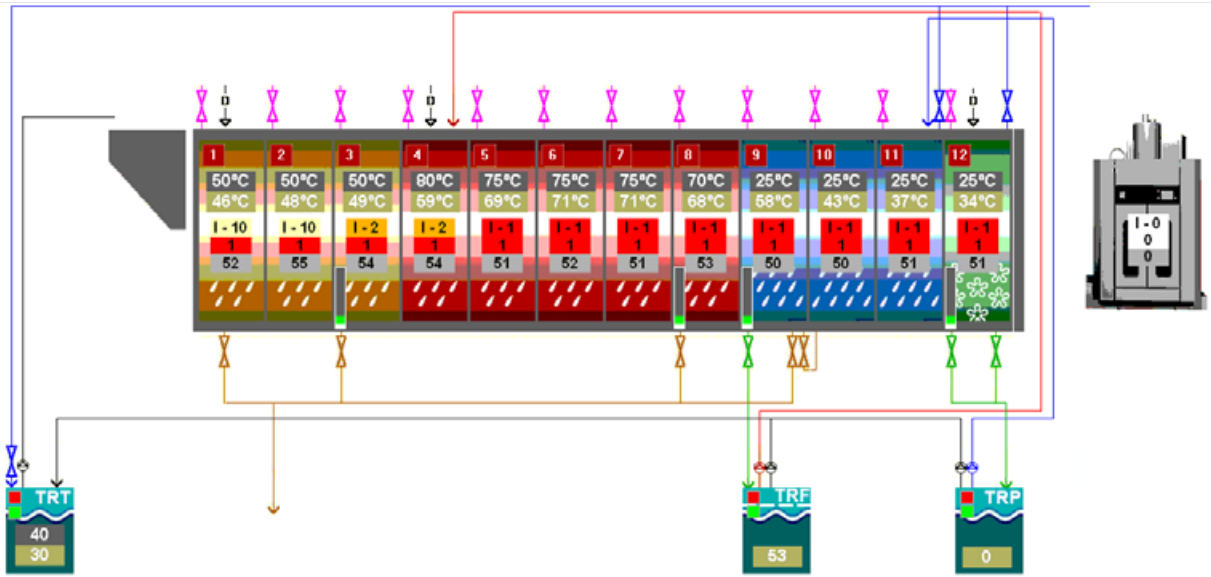 D D D
1 2 3 4 5 6 7 8 9 10 11 12
50°C 50°C 50°C 80°C 75°C 75°C 75°C 70°C 25°C 25°C 25°C 25°C
46°C 48°C 49°C 59°C 69°C 71°C 71°C 68°C 58°C 43°C 37°C 34°C
I - 10 I - 10 I - 2 I - 2 I - 1 I - 1 I - 1 I - 1 I - 1 I - 1 I - 1 I - 1 I - 0
1 1 1 1 1 1 1 1 1 1 1 1 0
52 55 54 54 51 52 51 53 50 50 51 51 0
TRT TRF TRP
40
30 53 0